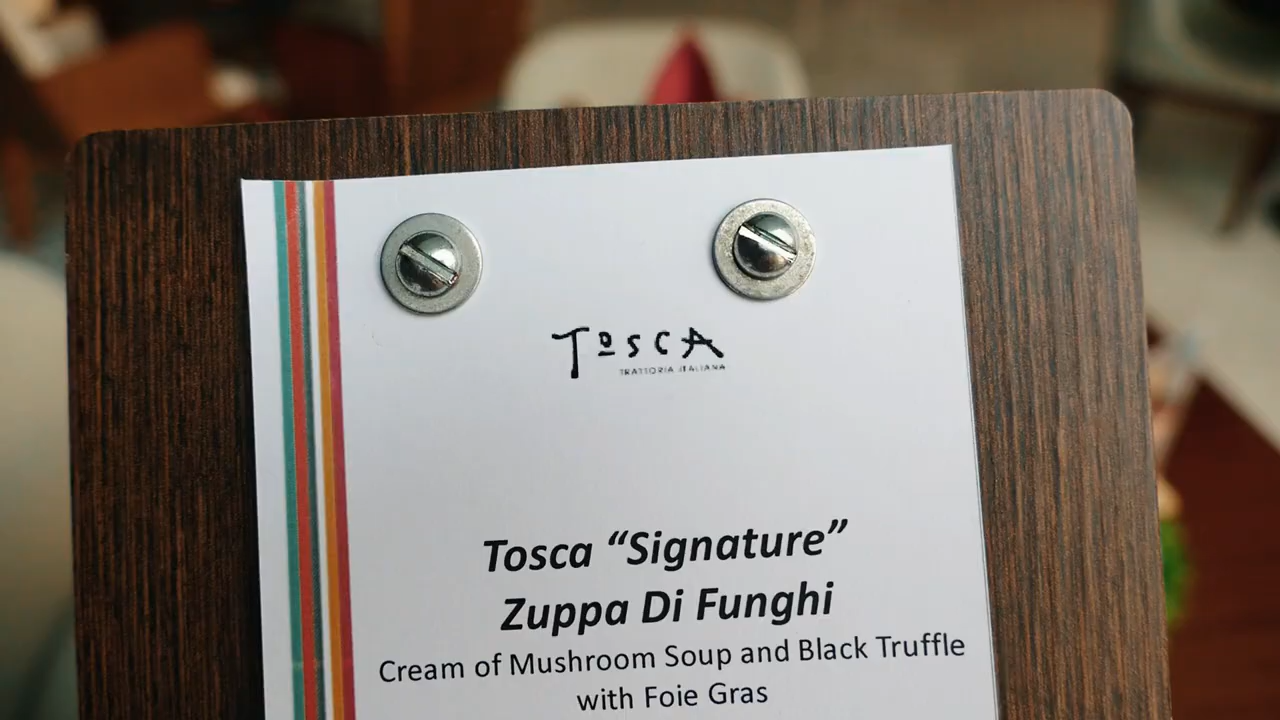 TOSCA
TRATTORIA ITALIANA
Tosca “Signature”
Zuppa Di Funghi
Cream of Mushroom Soup and Black Truffle
with Foie Gras